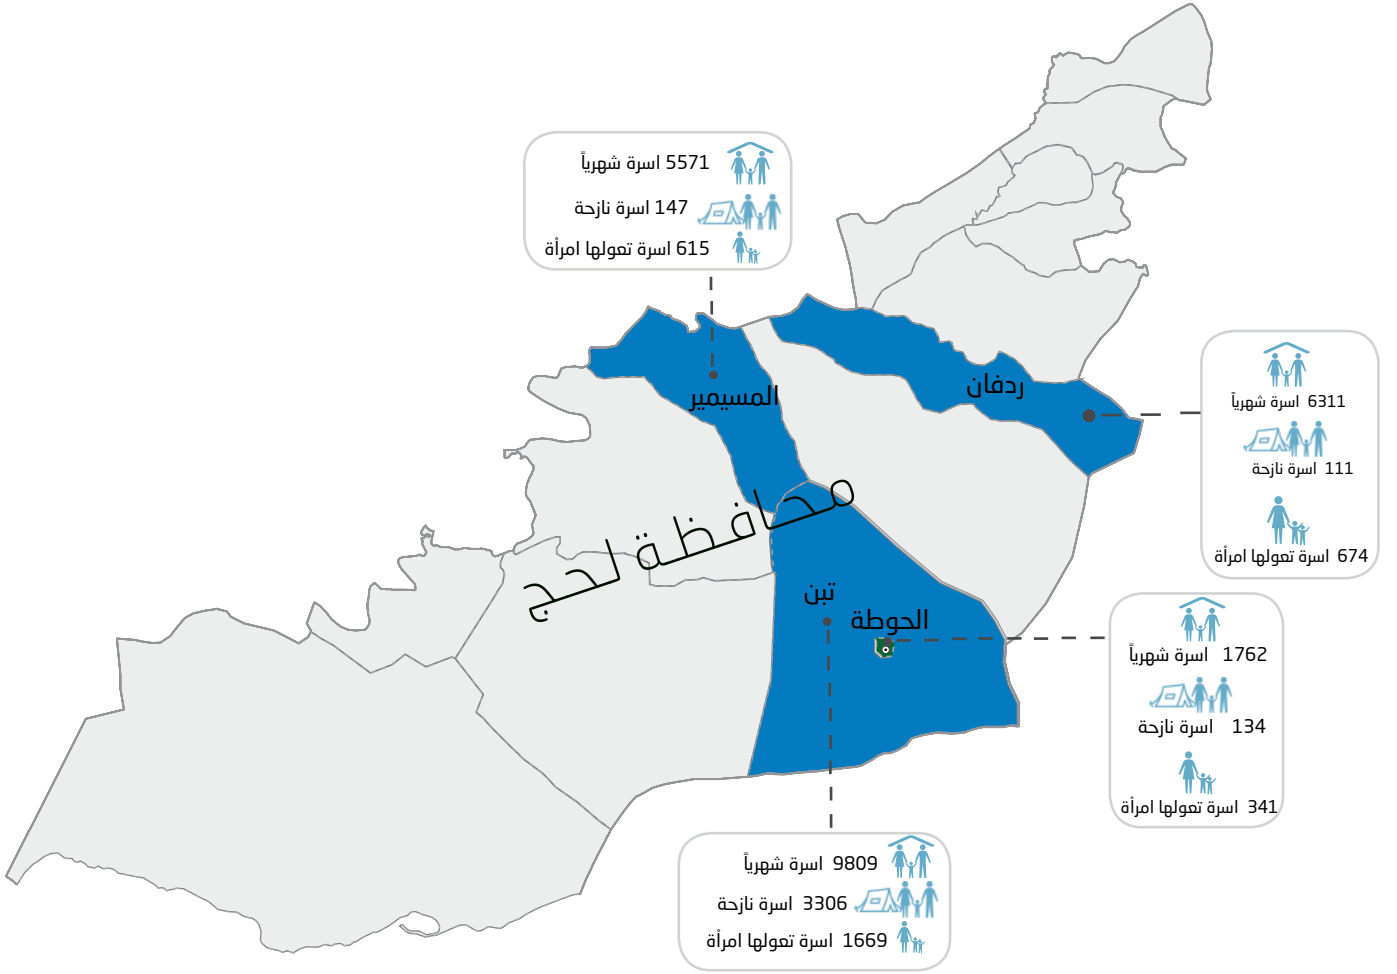 5571 اسرة شهرياً
147 اسرة نازحة
615 اسرة تعولها امرأة
المسيمير
ردفان
6311 اسرة شهرياً
111 اسرة نازحة
674 اسرة تعولها امرأة
محافظة لحج
تبن
الحوطة
1762 اسرة شهرياً
134 اسرة نازحة
341 اسرة تعولها امرأة
9809 اسرة شهرياً
3306 اسرة نازحة
1669 اسرة تعولها امرأة